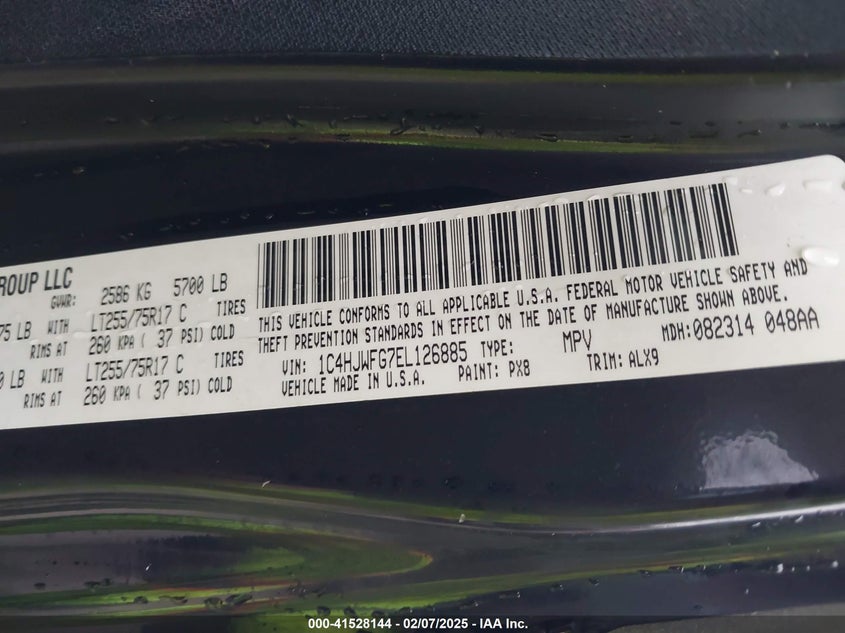 GROUP LLC
GVWR: 2586 KG 5700 LB
LB WITH LT255/75R17 C TIRES
RIMS AT 260 KPA ( 37 PSI) COLD
LB WITH LT255/75R17 C TIRES
RIMS AT 260 KPA ( 37 PSI) COLD
THIS VEHICLE CONFORMS TO ALL APPLICABLE U.S.A. FEDERAL MOTOR VEHICLE SAFETY AND
THEFT PREVENTION STANDARDS IN EFFECT ON THE DATE OF MANUFACTURE SHOWN ABOVE.
VIN: 1C4HJWFG7EL126885 TYPE: MPV MDH: 082314 048AA
VEHICLE MADE IN U.S.A. PAINT: PX8 TRIM: ALX9
000-41528144 - 02/07/2025 - IAA Inc.